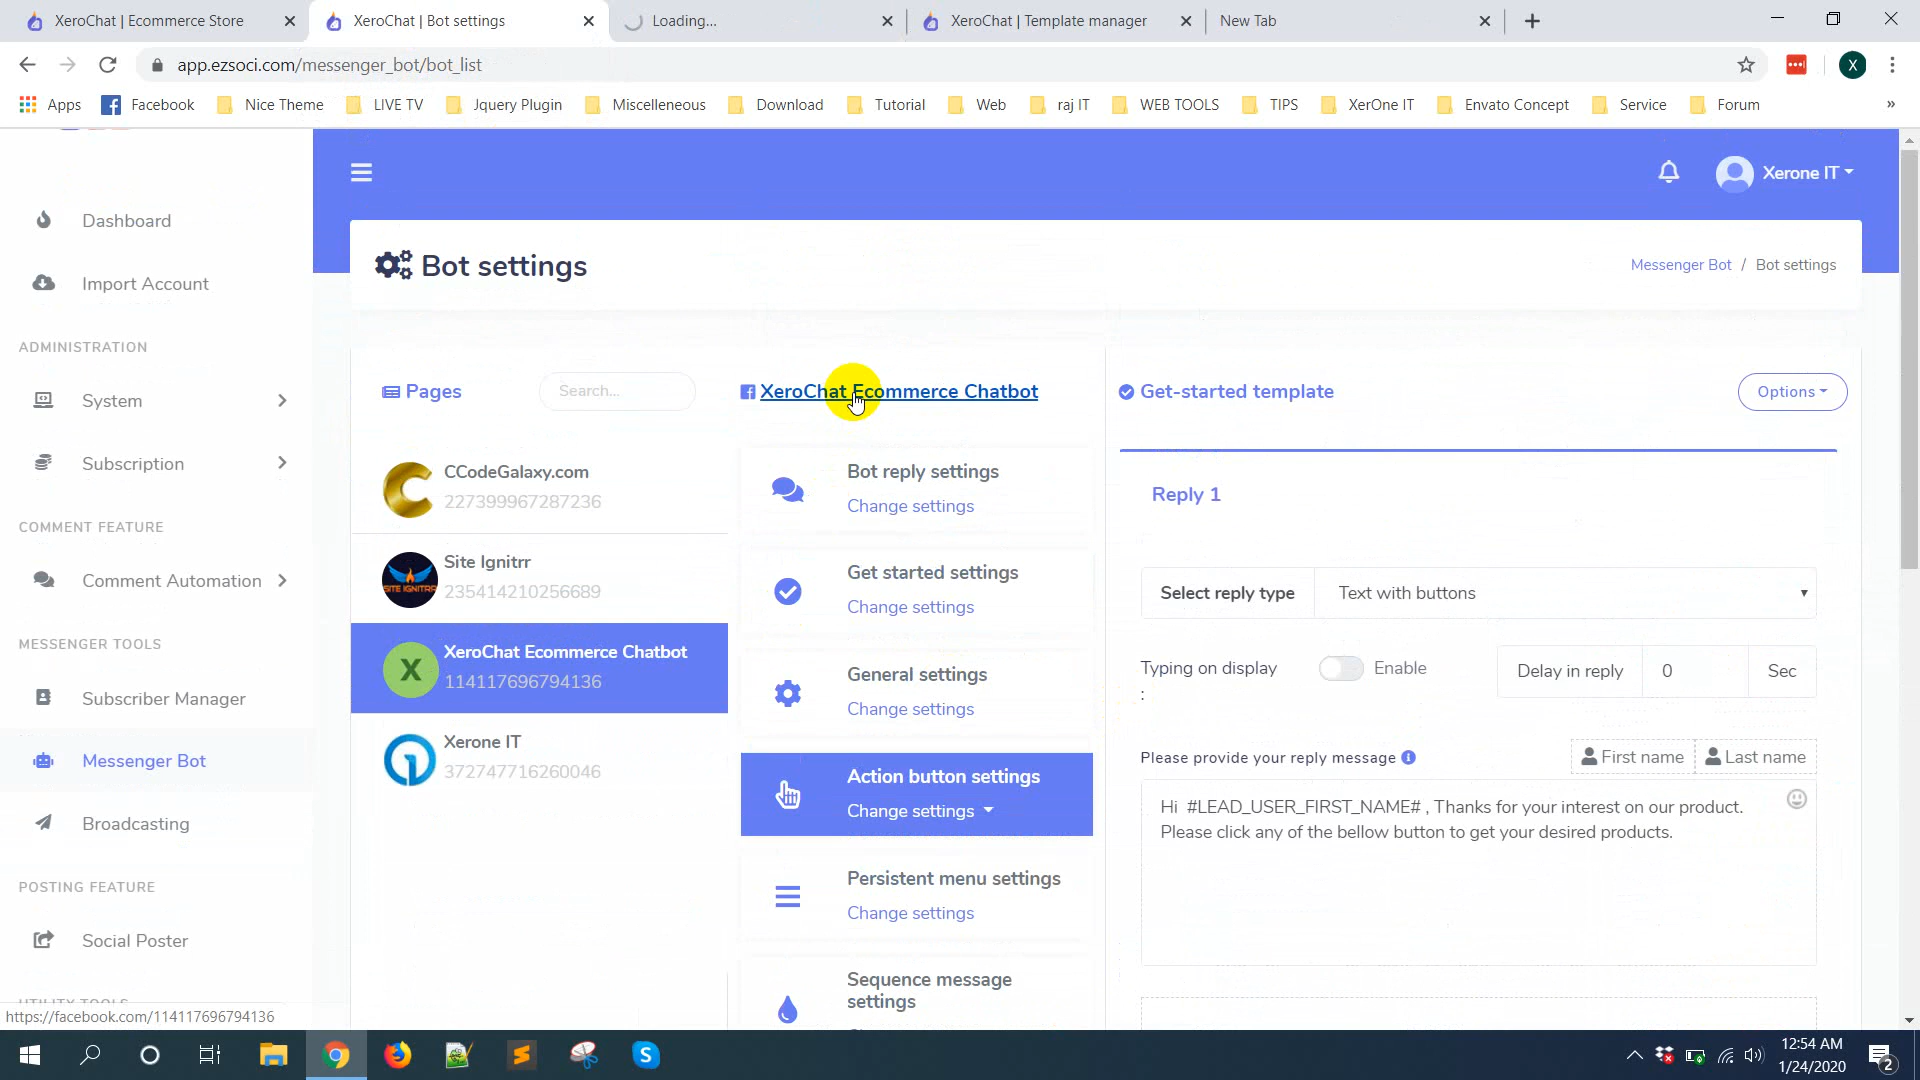 XeroChat | Ecommerce Store
XeroChat | Bot settings
Loading...
XeroChat | Template manager
New Tab
app.ezsoci.com/messenger_bot/bot_list
X
Apps
Facebook
Nice Theme
LIVE TV
Jquery Plugin
Miscelleneous
Download
Tutorial
Web
raj IT
WEB TOOLS
TIPS
XerOne IT
Envato Concept
Service
Forum
»
Xerone IT
Dashboard
Import Account
ADMINISTRATION
System
Subscription
COMMENT FEATURE
Comment Automation
MESSENGER TOOLS
Subscriber Manager
Messenger Bot
Broadcasting
POSTING FEATURE
Social Poster
UTILITY TOOLS
https://facebook.com/114117696794136
Bot settings
Messenger Bot / Bot settings
Pages
Search...
CCodeGalaxy.com
227399967287236
SITE IGNITRR
Site Ignitrr
235414210256689
X
XeroChat Ecommerce Chatbot
114117696794136
Xerone IT
372747716260046
XeroChat Ecommerce Chatbot
Bot reply settings
Change settings
Get started settings
Change settings
General settings
Change settings
Action button settings
Change settings
Persistent menu settings
Change settings
Sequence message
settings
Get-started template
Options
Reply 1
Select reply type
Text with buttons
Typing on display
:
Enable
Delay in reply
0
Sec
Please provide your reply message
First name
Last name
Hi #LEAD_USER_FIRST_NAME# , Thanks for your interest on our product.
Please click any of the bellow button to get your desired products.
12:54 AM
1/24/2020
2